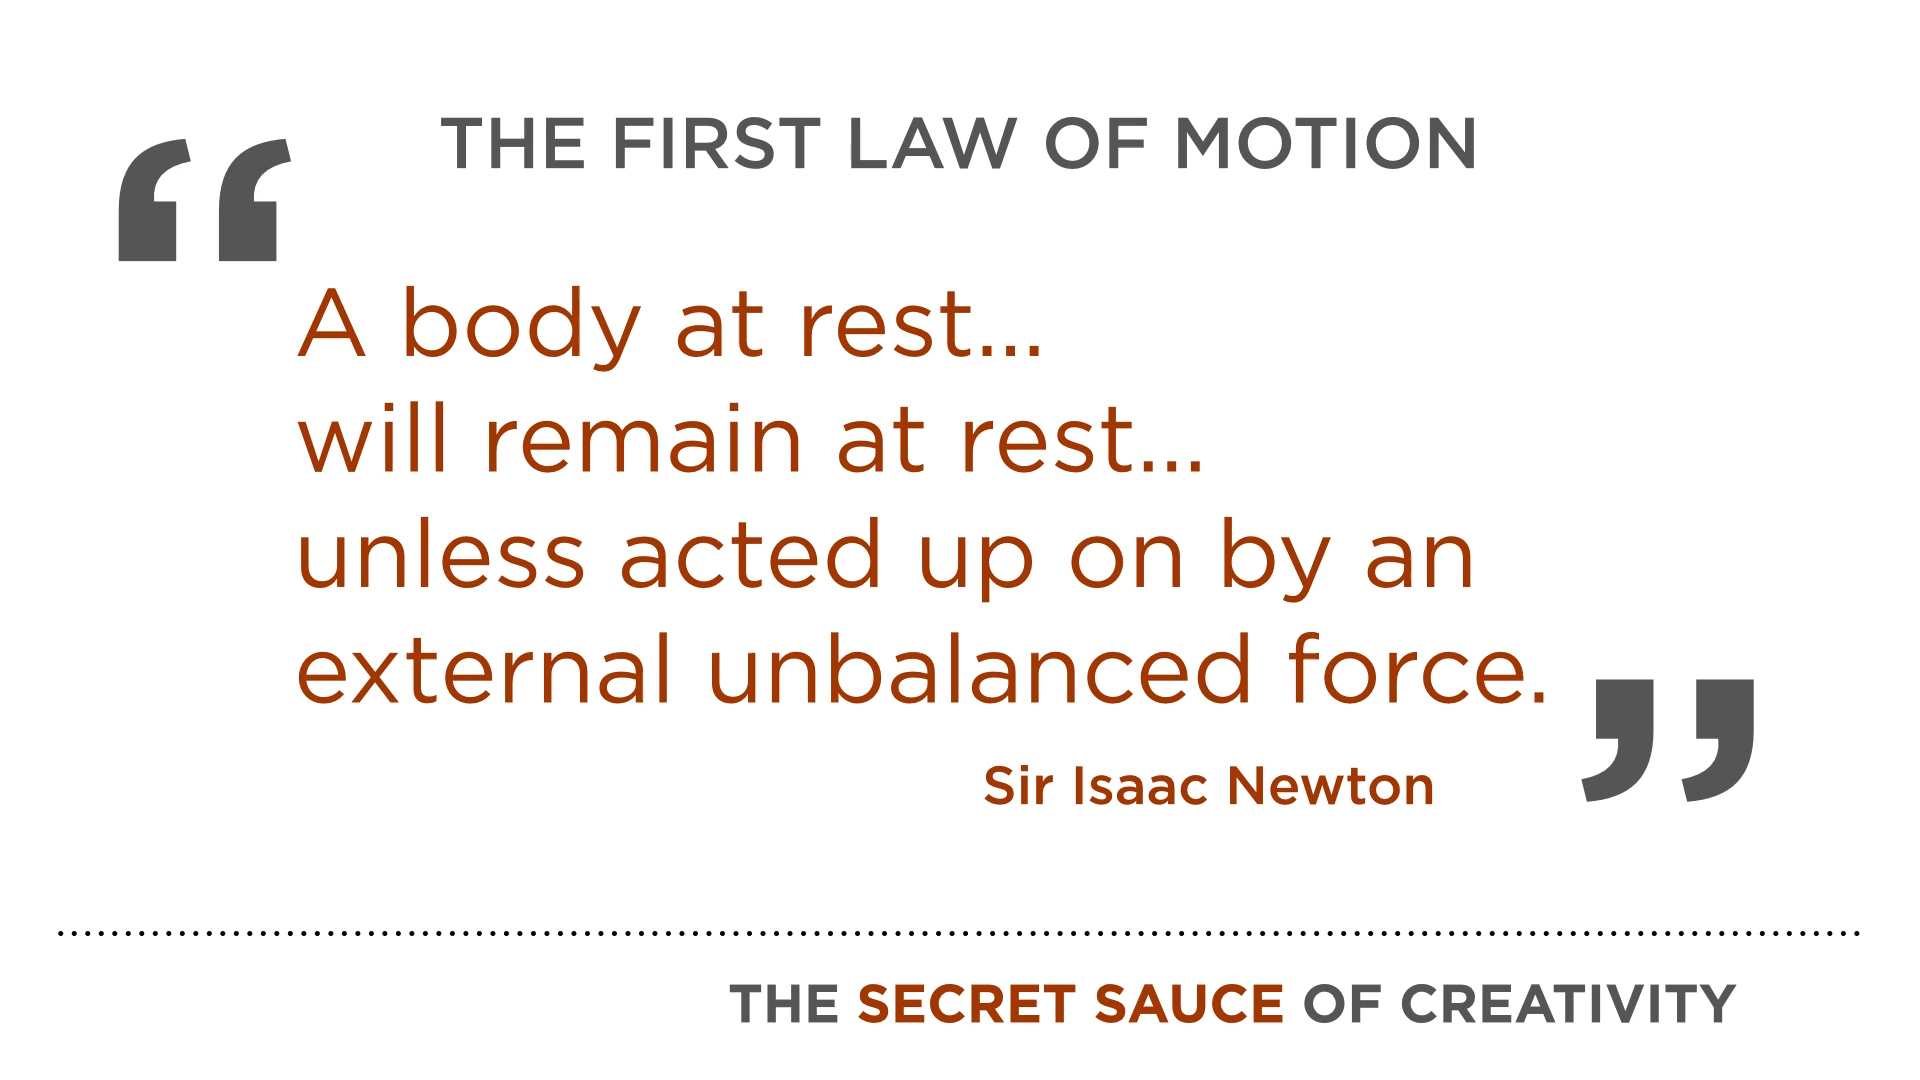 THE FIRST LAW OF MOTION
“
A body at rest...
will remain at rest...
unless acted up on by an
external unbalanced force.
”
Sir Isaac Newton
THE SECRET SAUCE OF CREATIVITY